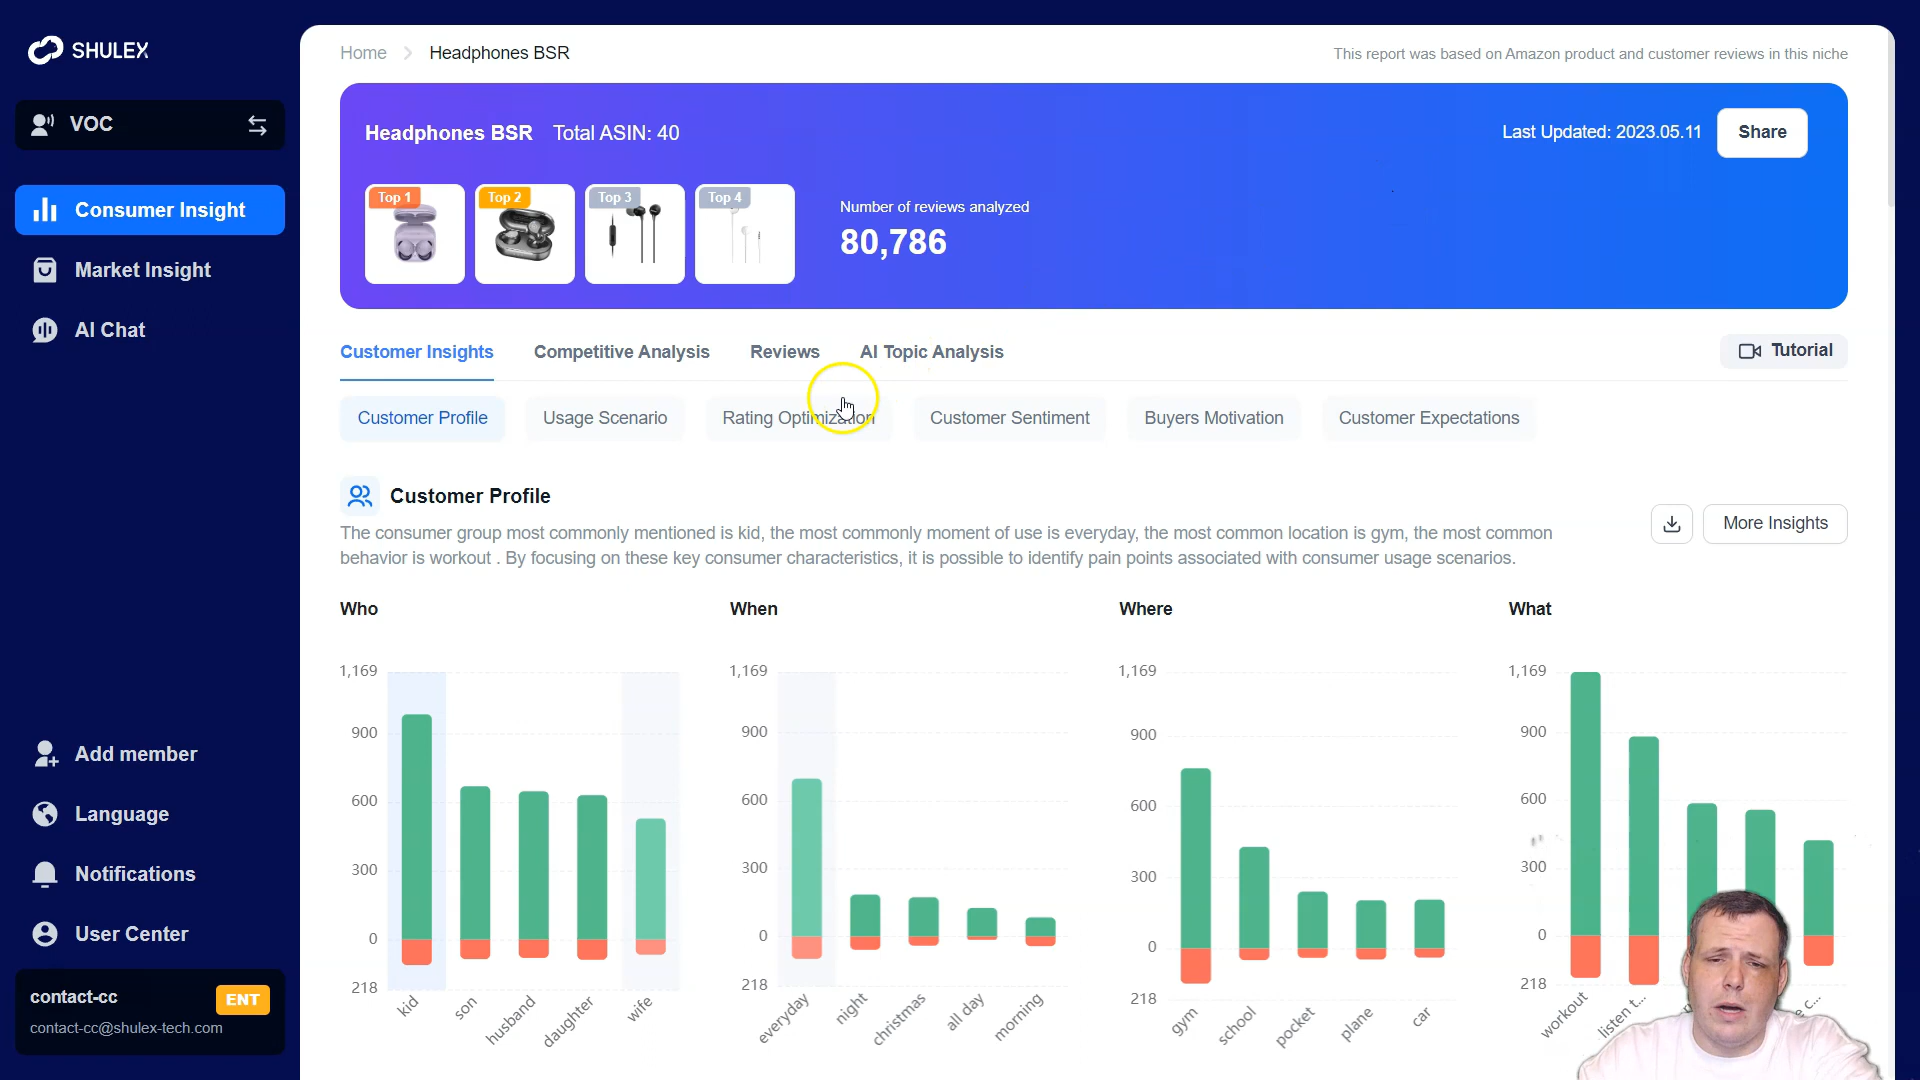 SHULEX
VOC
Consumer Insight
Market Insight
AI Chat
Add member
Language
Notifications
User Center
contact-cc
ENT
contact-cc@shulex-tech.com
Home
Headphones BSR
This report was based on Amazon product and customer reviews in this niche
Headphones BSR
Total ASIN: 40
Last Updated: 2023.05.11
Share
Top 1
Top 2
Top 3
Top 4
Number of reviews analyzed
80,786
Customer Insights
Competitive Analysis
Reviews
AI Topic Analysis
Tutorial
Customer Profile
Usage Scenario
Rating Optimization
Customer Sentiment
Buyers Motivation
Customer Expectations
Customer Profile
The consumer group most commonly mentioned is kid, the most commonly moment of use is everyday, the most common location is gym, the most common
behavior is workout . By focusing on these key consumer characteristics, it is possible to identify pain points associated with consumer usage scenarios.
More Insights
Who
1,169
900
600
300
0
218
kid
son
husband
daughter
wife
When
1,169
900
600
300
0
218
everyday
night
christmas
all day
morning
Where
1,169
900
600
300
0
218
gym
school
pocket
plane
car
What
1,169
900
600
300
0
218
workout
listen t...